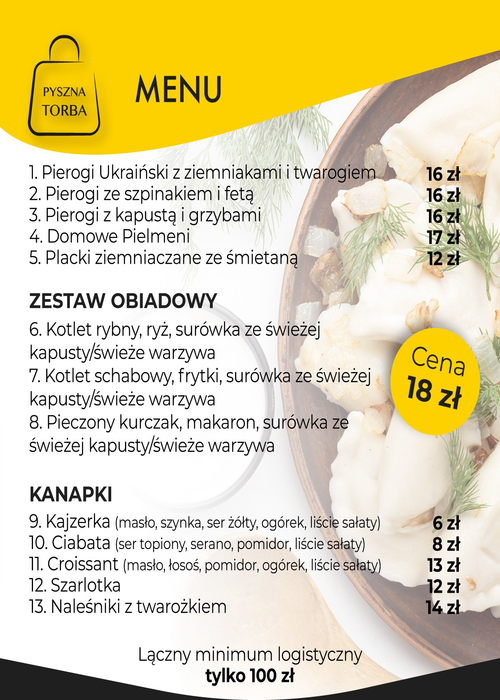 PYSZNA
TORBA
MENU
1. Pierogi Ukraiński z ziemniakami i twarogiem 16 zł
2. Pierogi ze szpinakiem i fetą 16 zł
3. Pierogi z kapustą i grzybami 16 zł
4. Domowe Pielmeni 17 zł
5. Placki ziemniaczane ze śmietaną 12 zł
ZESTAW OBIADOWY
6. Kotlet rybny, ryż, surówka ze świeżej
kapusty/świeże warzywa
7. Kotlet schabowy, frytki, surówka ze świeżej
kapusty/świeże warzywa
8. Pieczony kurczak, makaron, surówka ze
świeżej kapusty/świeże warzywa
Cena
18 zł
KANAPKI
9. Kajzerka (masło, szynka, ser żółty, ogórek, liście sałaty) 6 zł
10. Ciabata (ser topiony, serano, pomidor, liście sałaty) 8 zł
11. Croissant (masło, łosoś, pomidor, ogórek, liście sałaty) 13 zł
12. Szarlotka 12 zł
13. Naleśniki z twarożkiem 14 zł
Łączny minimum logistyczny
tylko 100 zł